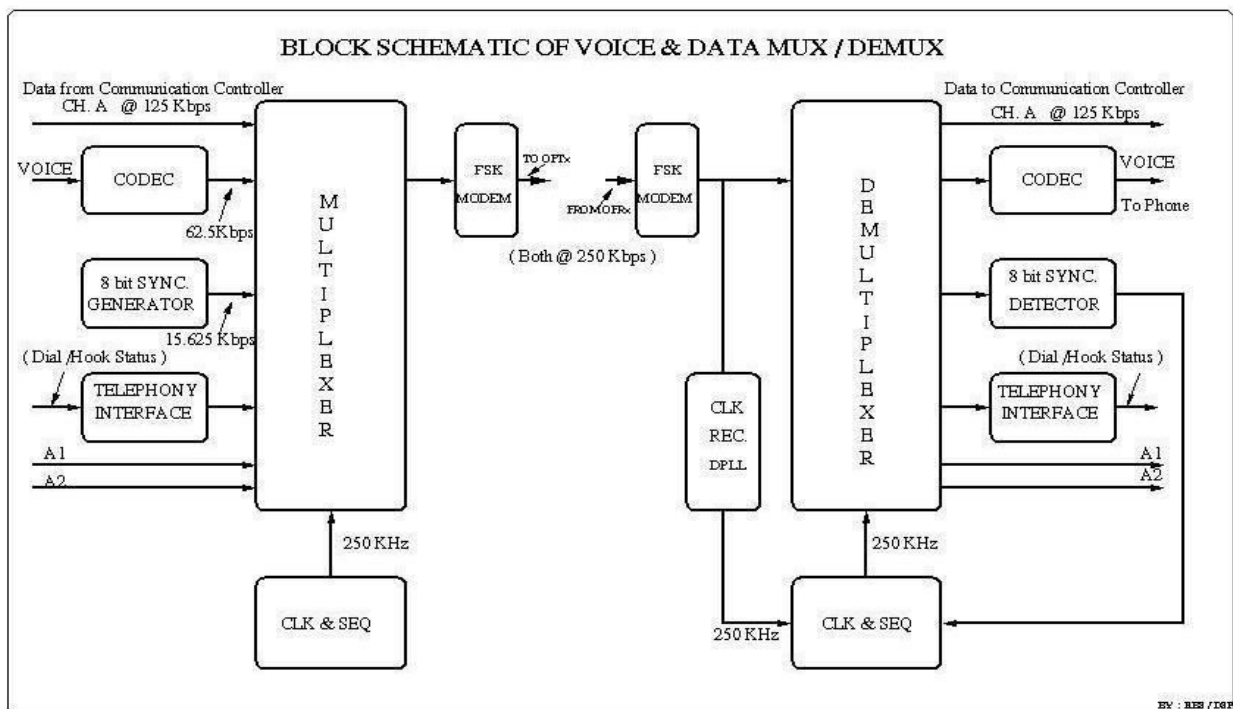 BLOCK SCHEMATIC OF VOICE & DATA MUX / DEMUX
Data from Communication Controller
CH. A @ 125 Kbps
VOICE
CODEC
62.5Kbps
8 bit SYNC.
GENERATOR
15.625 Kbps
( Dial /Hook Status )
TELEPHONY
INTERFACE
A1
A2
MULTIPLEXER
250 KHz
CLK & SEQ
FSK
MODEM
TO OPTx
FROM OFRx
FSK
MODEM
( Both @ 250 Kbps )
CLK
REC.
DPLL
250 KHz
DEMULTIPLEXER
250 KHz
CLK & SEQ
Data to Communication Controller
CH. A @ 125 Kbps
CODEC
VOICE
To Phone
8 bit SYNC.
DETECTOR
( Dial /Hook Status )
TELEPHONY
INTERFACE
A1
A2